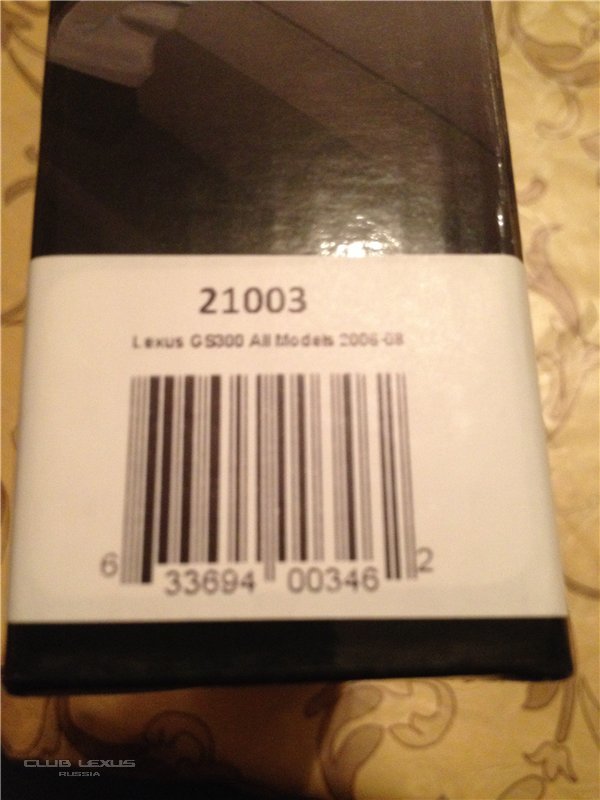 21003
Lexus GS300 All Models 2006-08
6 33694 00346 2
CLUB LEXUS
RUSSIA